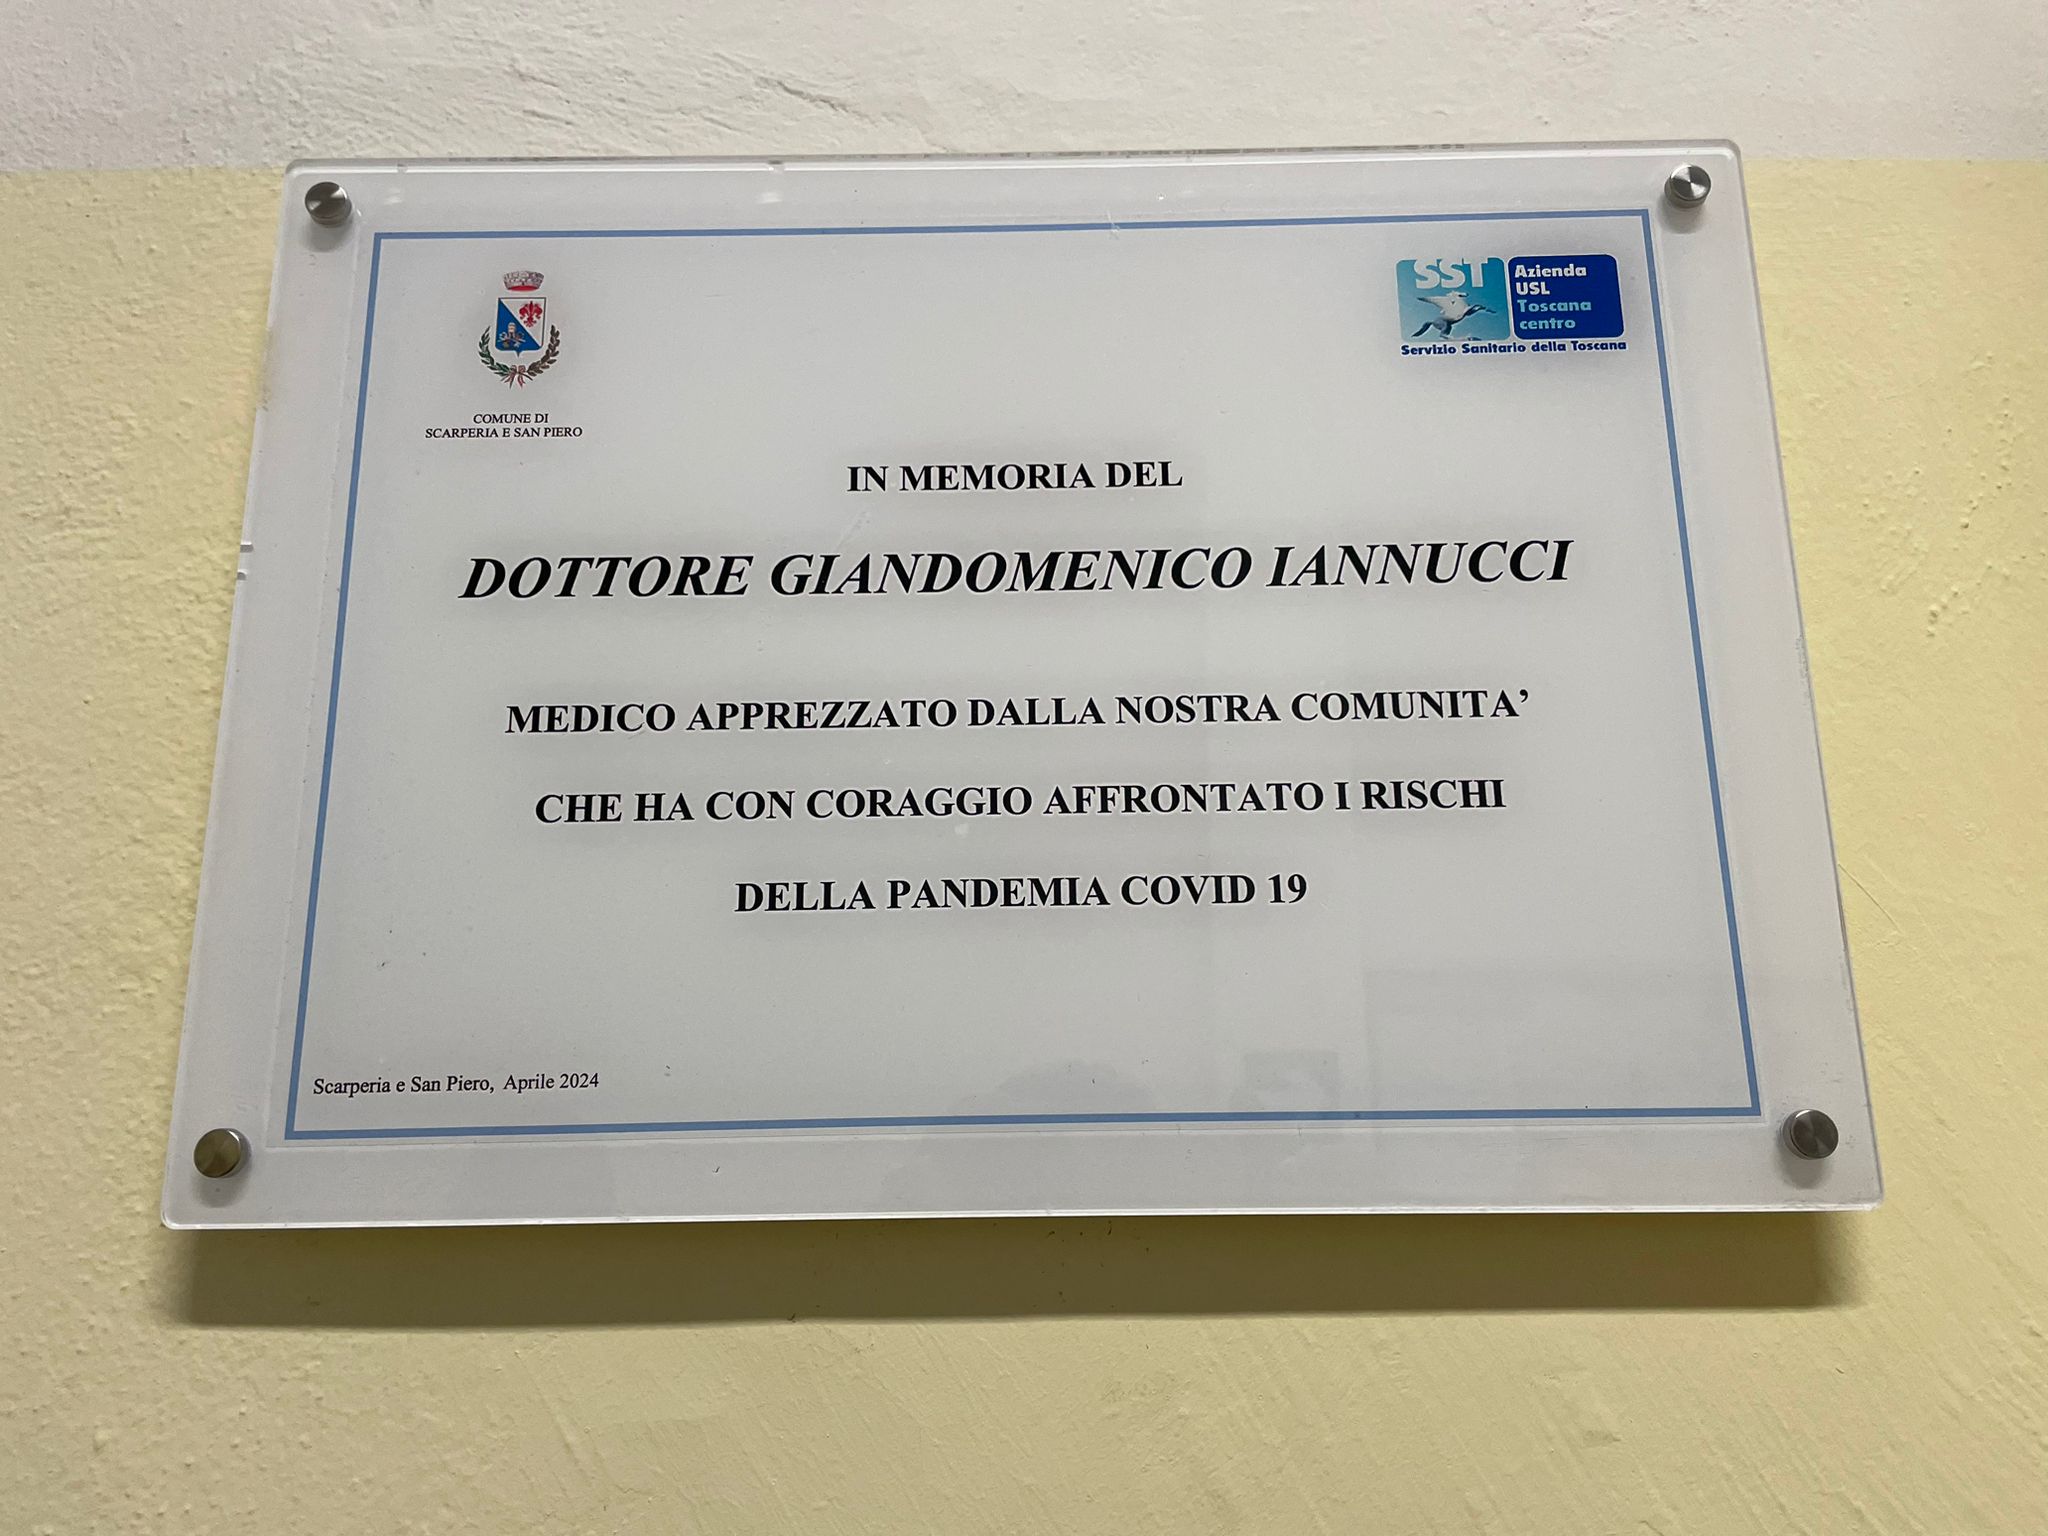 COMUNE DI
SCARPERIA E SAN PIERO
SST
Azienda
USL
Toscana
centro
Servizio Sanitario della Toscana
IN MEMORIA DEL
DOTTORE GIANDOMENICO IANNUCCI
MEDICO APPREZZATO DALLA NOSTRA COMUNITA’
CHE HA CON CORAGGIO AFFRONTATO I RISCHI
DELLA PANDEMIA COVID 19
Scarperia e San Piero, Aprile 2024